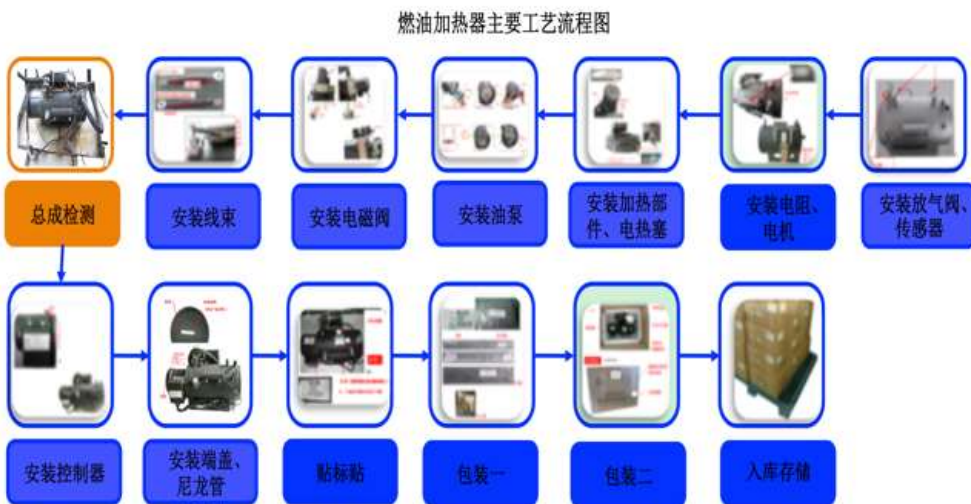 燃油加热器主要工艺流程图
总成检测
安装线束
安装电磁阀
安装油泵
安装加热部
件、电热塞
安装电阻、
电机
安装放气阀、
传感器
安装控制器
安装端盖、
尼龙管
贴标贴
包装一
包装二
入库存储